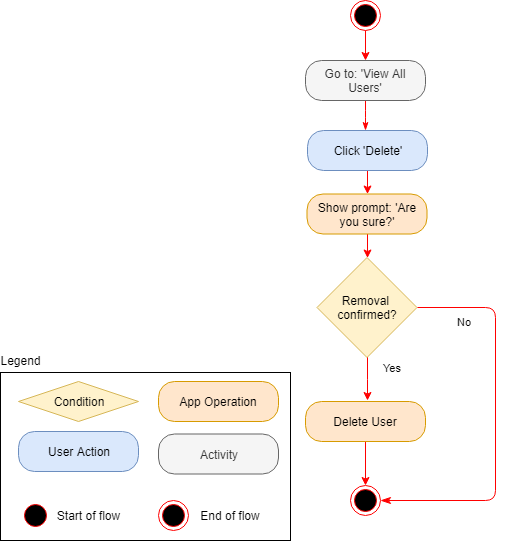 Go to: 'View All
Users'
Click 'Delete'
Show prompt: 'Are
you sure?'
Removal
confirmed?
No
Yes
Delete User
Legend
Condition
App Operation
User Action
Activity
Start of flow
End of flow